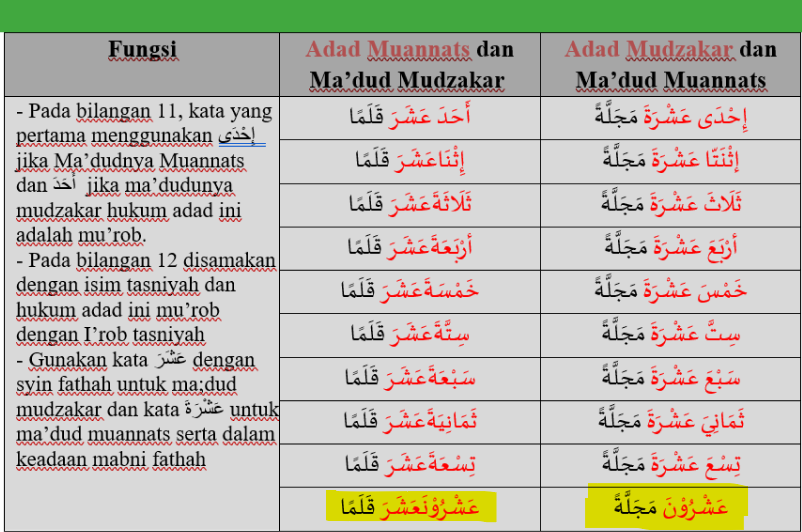 Fungsi
Adad Muannats dan
Ma’dud Mudzakar
Adad Mudzakar dan
Ma’dud Muannats
- Pada bilangan 11, kata yang
pertama menggunakan إِحْدَى
jika Ma’dudnya Muannats
dan أَحَدَ jika ma’dudunya
mudzakar hukum adad ini
adalah mu’rob.
- Pada bilangan 12 disamakan
dengan isim tasniyah dan
hukum adad ini mu’rob
dengan I’rob tasniyah
- Gunakan kata عَشَرَ dengan
syin fathah untuk ma;dud
mudzakar dan kata عَشْرَةَ untuk
ma’dud muannats serta dalam
keadaan mabni fathah
أَحَدَ عَشَرَ قَلَمًا
إِحْدَى عَشْرَةَ مَجَلَّةً
إِثْنَاعَشَرَ قَلَمًا
إِثْنَتَا عَشْرَةَ مَجَلَّةً
ثَلَاثَةَعَشَرَ قَلَمًا
ثَلَاثَ عَشْرَةَ مَجَلَّةً
أَرْبَعَةَعَشَرَ قَلَمًا
أَرْبَعَ عَشْرَةَ مَجَلَّةً
خَمْسَةَعَشَرَ قَلَمًا
خَمْسَ عَشْرَةَ مَجَلَّةً
سِتَّةَعَشَرَ قَلَمًا
سِتَّ عَشْرَةَ مَجَلَّةً
سَبْعَةَعَشَرَ قَلَمًا
سَبْعَ عَشْرَةَ مَجَلَّةً
ثَمَانِيَةَعَشَرَ قَلَمًا
ثَمَانِيَ عَشْرَةَ مَجَلَّةً
تِسْعَةَعَشَرَ قَلَمًا
تِسْعَ عَشْرَةَ مَجَلَّةً
عَشْرُوْنَعَشَرَ قَلَمًا
عَشْرُوْنَ مَجَلَّةً